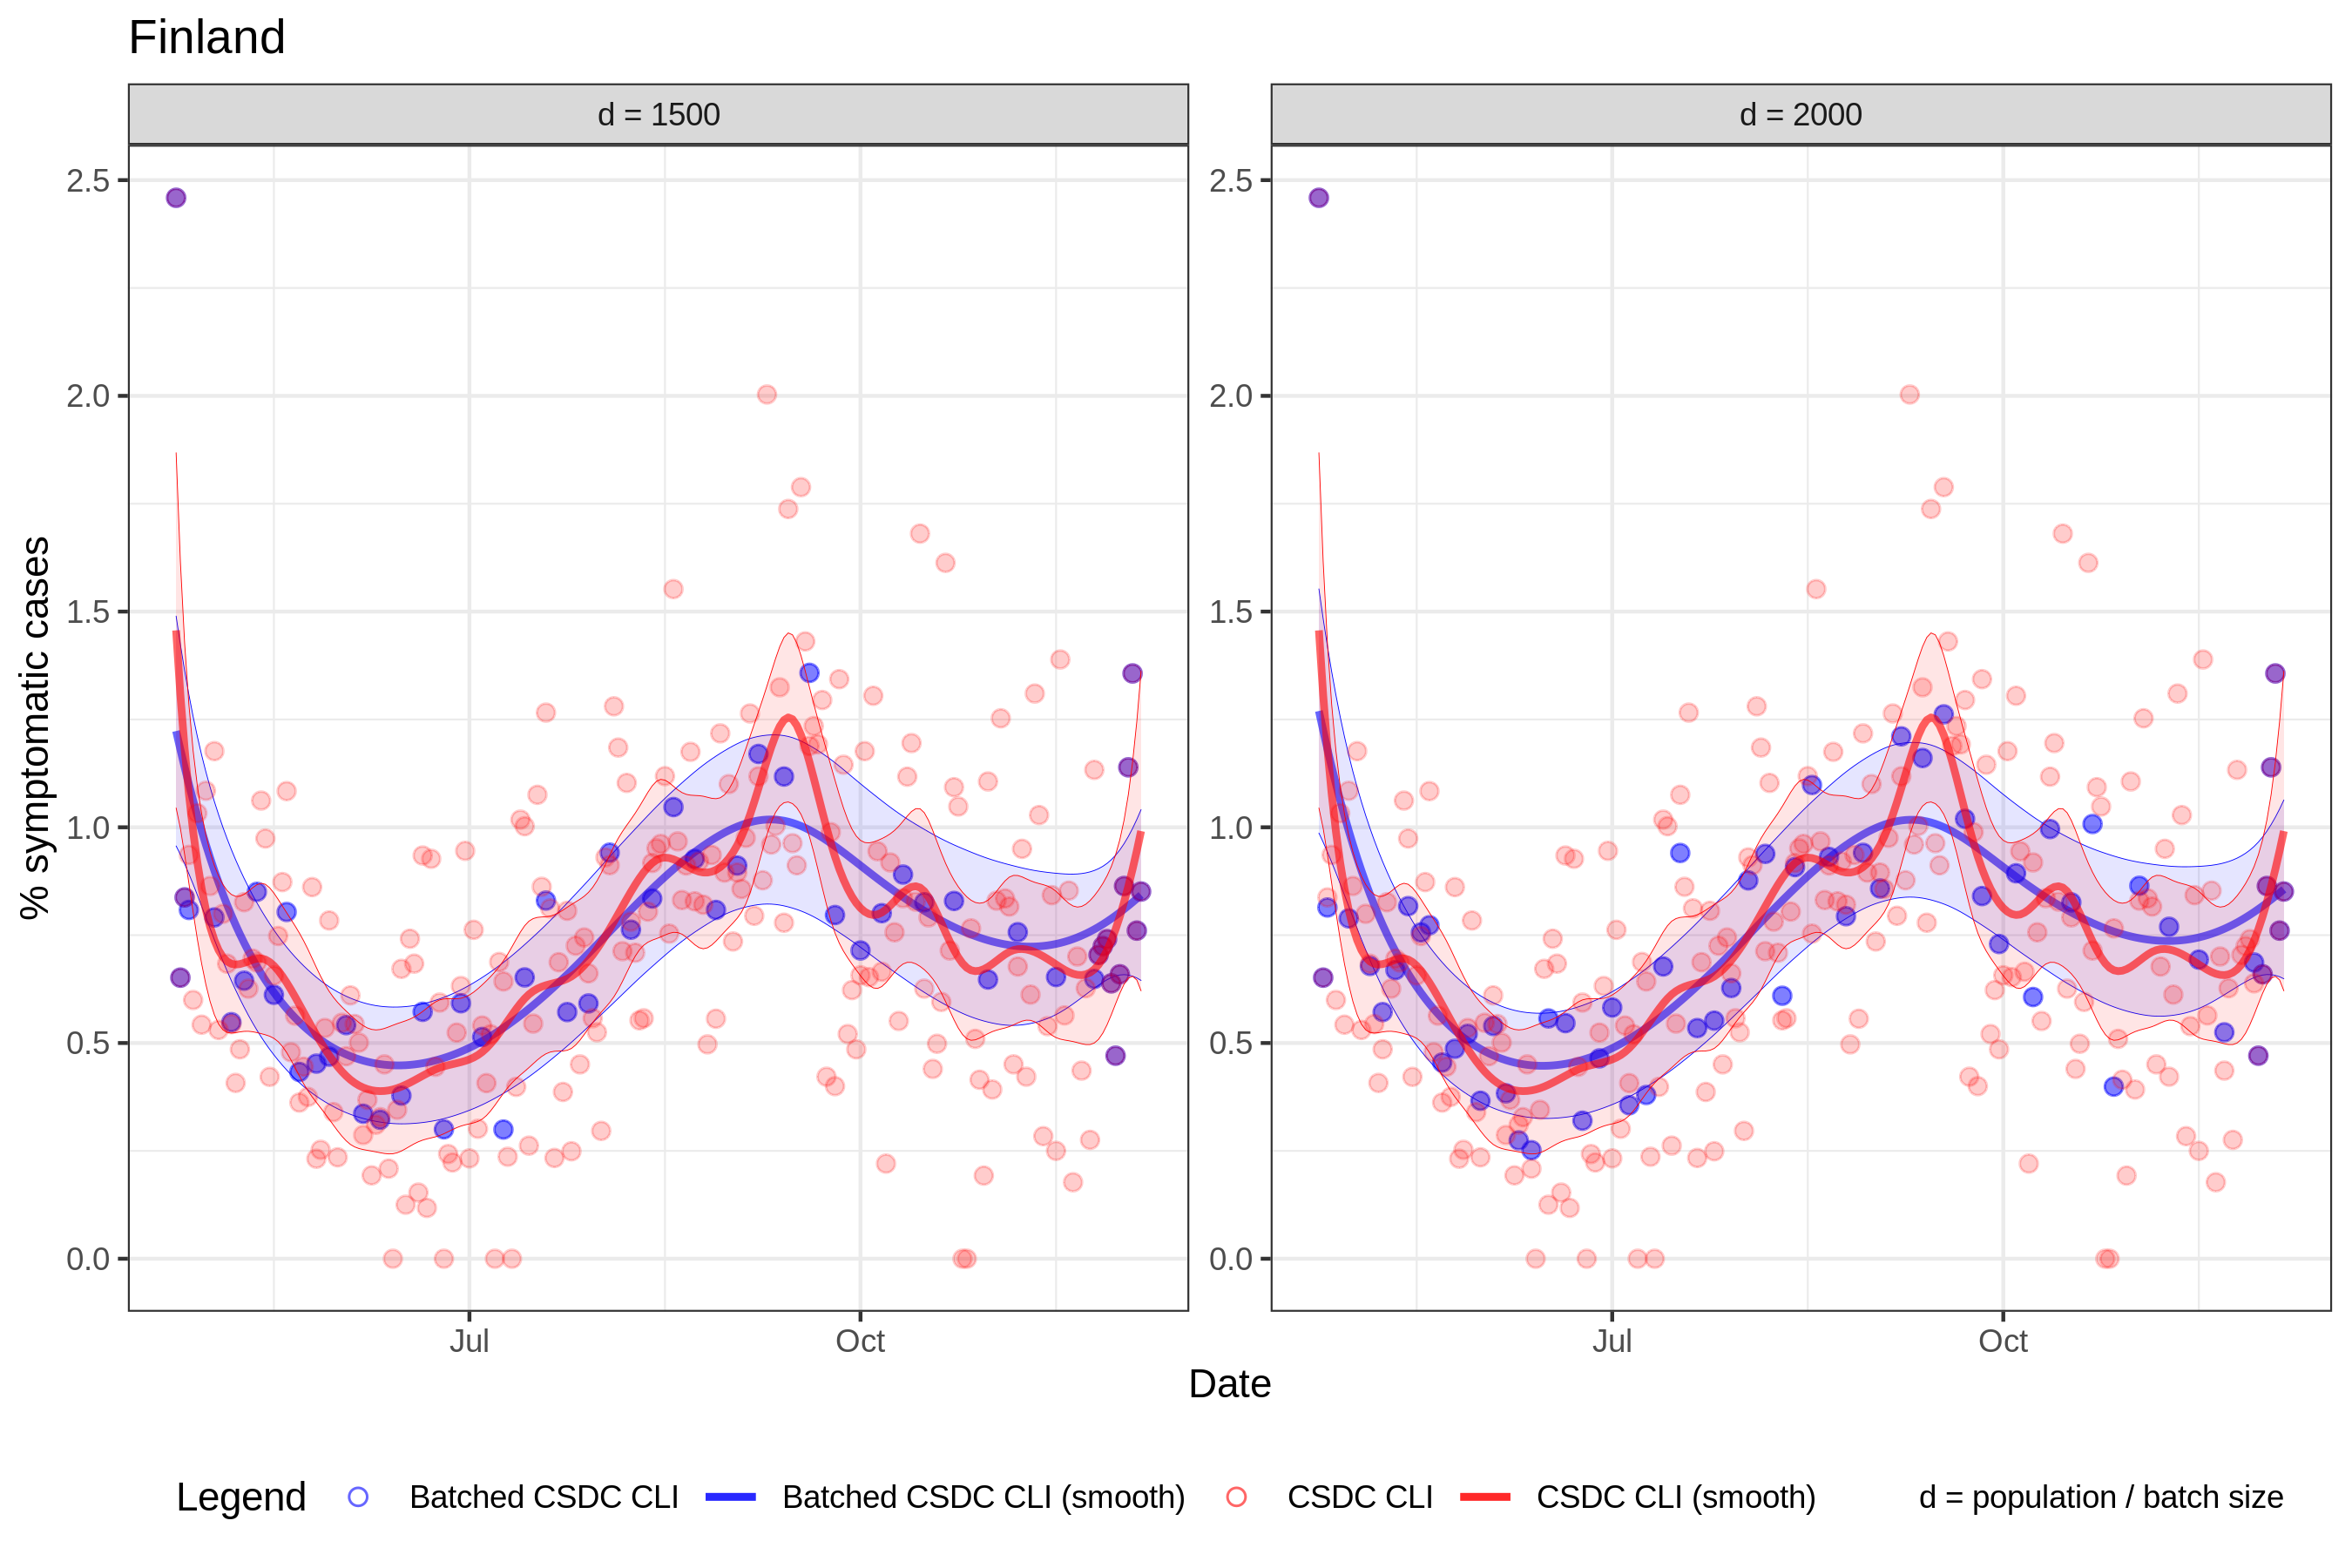 Finland
d = 1500
d = 2000
% symptomatic cases
2.5
2.0
1.5
1.0
0.5
0.0
2.5
2.0
1.5
1.0
0.5
0.0
Jul
Oct
Jul
Oct
Date
Legend
Batched CSDC CLI
Batched CSDC CLI (smooth)
CSDC CLI
CSDC CLI (smooth)
d = population / batch size